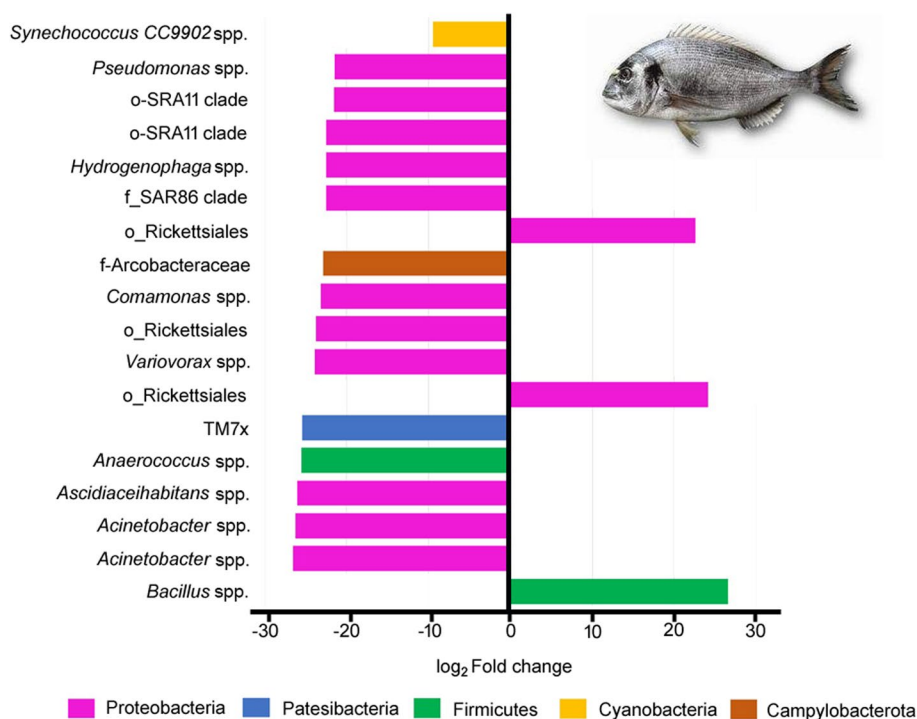 Synechococcus CC9902 spp.
Pseudomonas spp.
o-SRA11 clade
o-SRA11 clade
Hydrogenophaga spp.
f_SAR86 clade
o_Rickettsiales
f-Arcobacteraceae
Comamonas spp.
o_Rickettsiales
Variovorax spp.
o_Rickettsiales
TM7x
Anaerococcus spp.
Ascidiaceihabitans spp.
Acinetobacter spp.
Acinetobacter spp.
Bacillus spp.
-30 -20 -10 0 10 20 30
log₂ Fold change
Proteobacteria Patesibacteria Firmicutes Cyanobacteria Campylobacterota